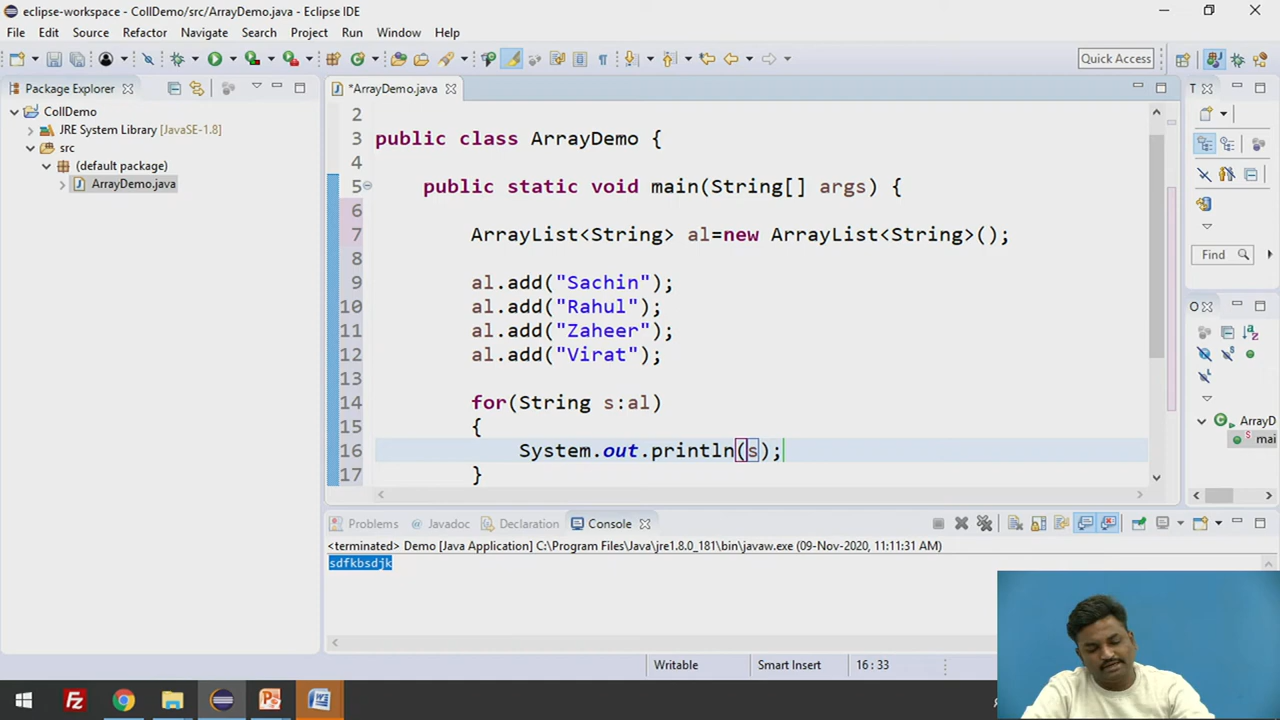 eclipse-workspace - CollDemo/src/ArrayDemo.java - Eclipse IDE
File Edit Source Refactor Navigate Search Project Run Window Help
Quick Access
Package Explorer
*ArrayDemo.java
CollDemo
JRE System Library [JavaSE-1.8]
src
(default package)
ArrayDemo.java
2
3 public class ArrayDemo {
4
5 public static void main(String[] args) {
6
7 ArrayList<String> al=new ArrayList<String>();
8
9 al.add("Sachin");
10 al.add("Rahul");
11 al.add("Zaheer");
12 al.add("Virat");
13
14 for(String s:al)
15 {
16 System.out.println(s);
17 }
T
Find
O
ArrayD
mai
Problems Javadoc Declaration Console
<terminated> Demo [Java Application] C:\Program Files\Java\jre1.8.0_181\bin\javaw.exe (09-Nov-2020, 11:11:31 AM)
sdfkbsdjk
Writable Smart Insert 16 : 33